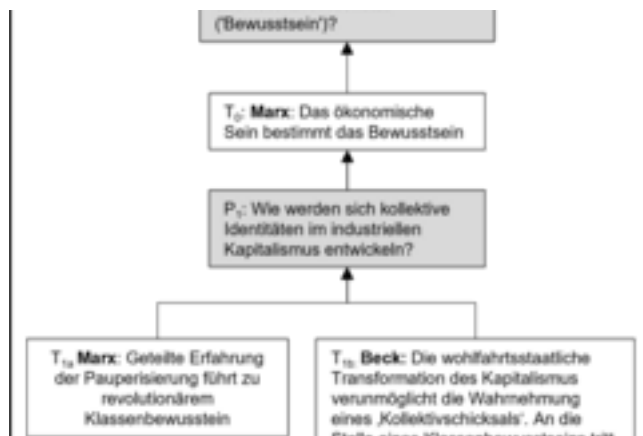 ('Bewusstsein')?
T₀: Marx: Das ökonomische
Sein bestimmt das Bewusstsein
P₁: Wie werden sich kollektive
Identitäten im industriellen
Kapitalismus entwickeln?
T₁ₐ Marx: Geteilte Erfahrung
der Pauperisierung führt zu
revolutionärem
Klassenbewusstein
T1b Beck: Die wohlfahrtsstaatliche
Transformation des Kapitalismus
verunmöglicht die Wahrnehmung
eines ‚Kollektivschicksals‘. An die